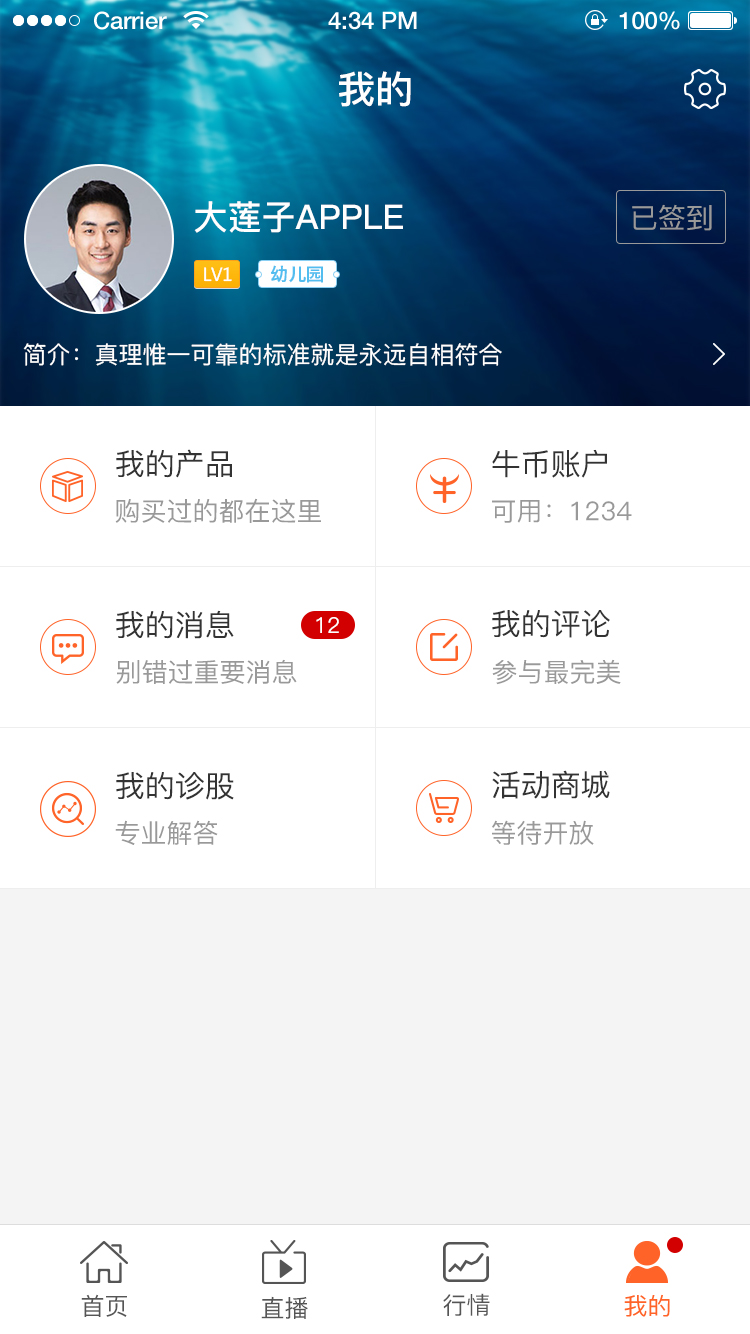 Carrier 4:34 PM 100%
我的
大莲子APPLE
已签到
LV1 幼儿园
简介：真理惟一可靠的标准就是永远自相符合
我的产品
购买过的都在这里
牛币账户
可用：1234
我的消息 12
别错过重要消息
我的评论
参与最完美
我的诊股
专业解答
活动商城
等待开放
首页 直播 行情 我的